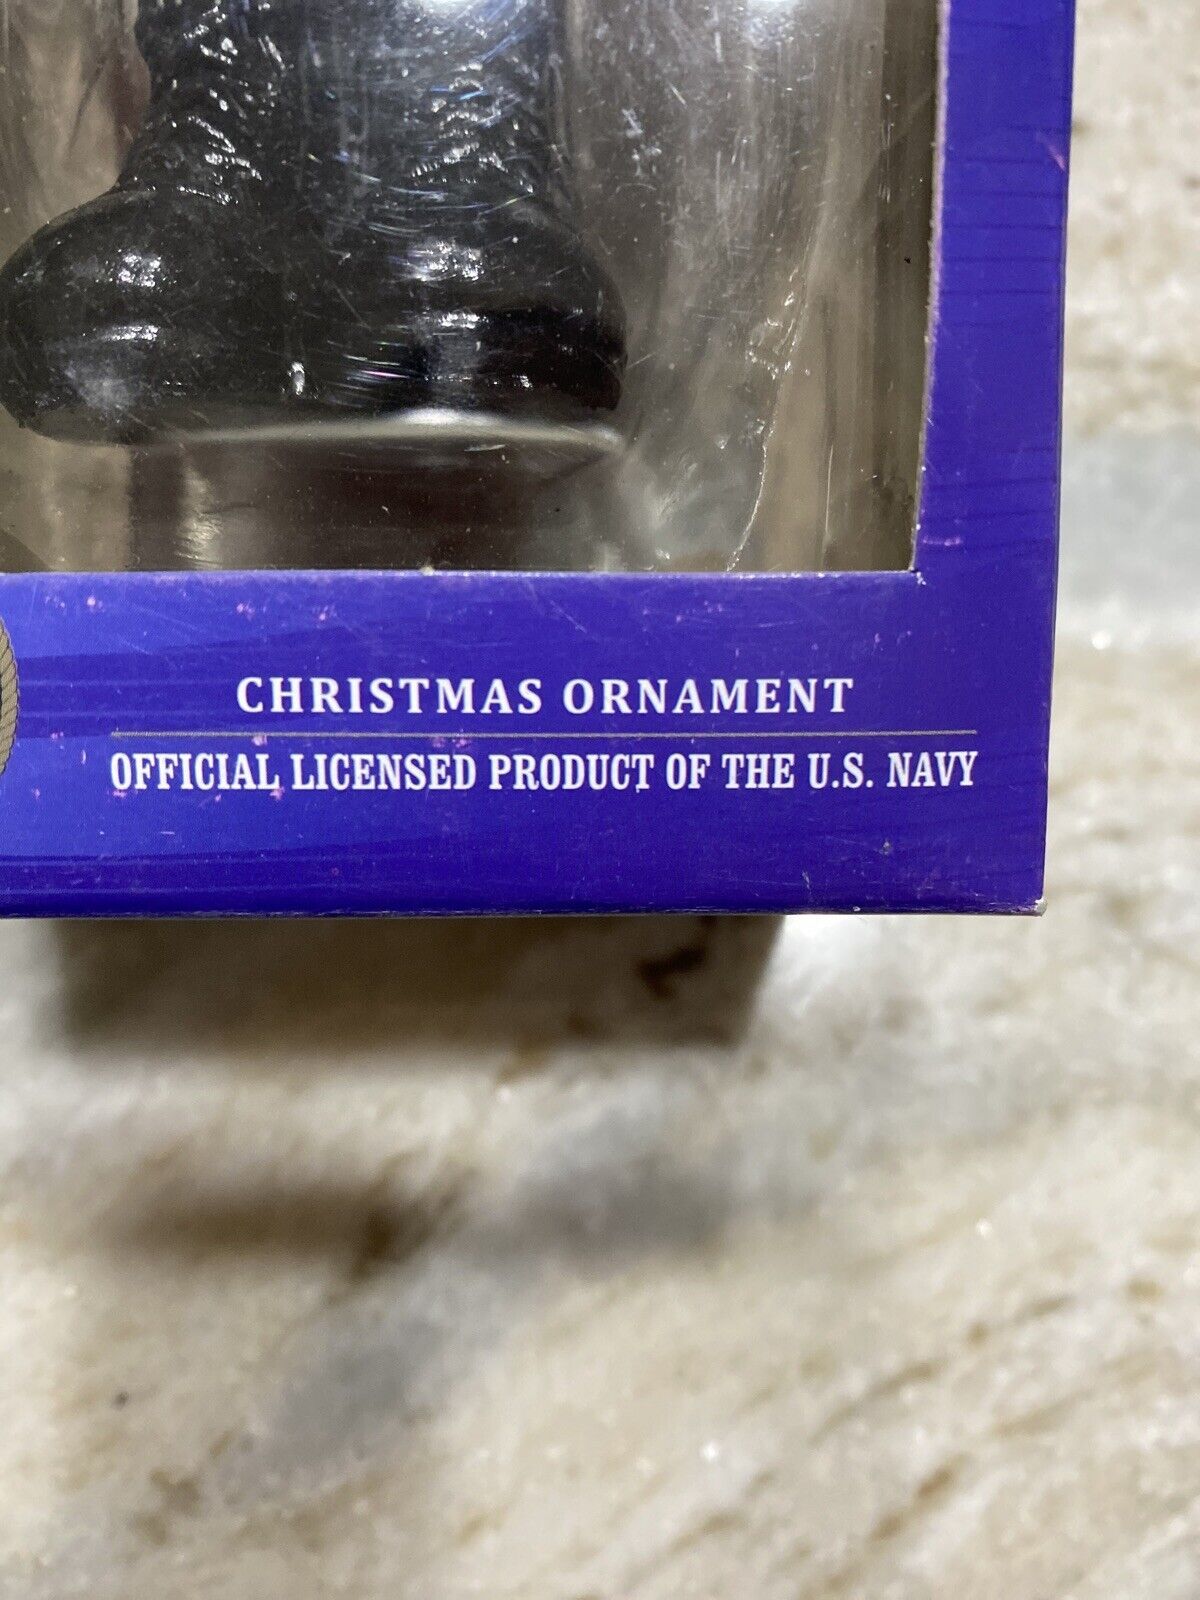 CHRISTMAS ORNAMENT
OFFICIAL LICENSED PRODUCT OF THE U.S. NAVY